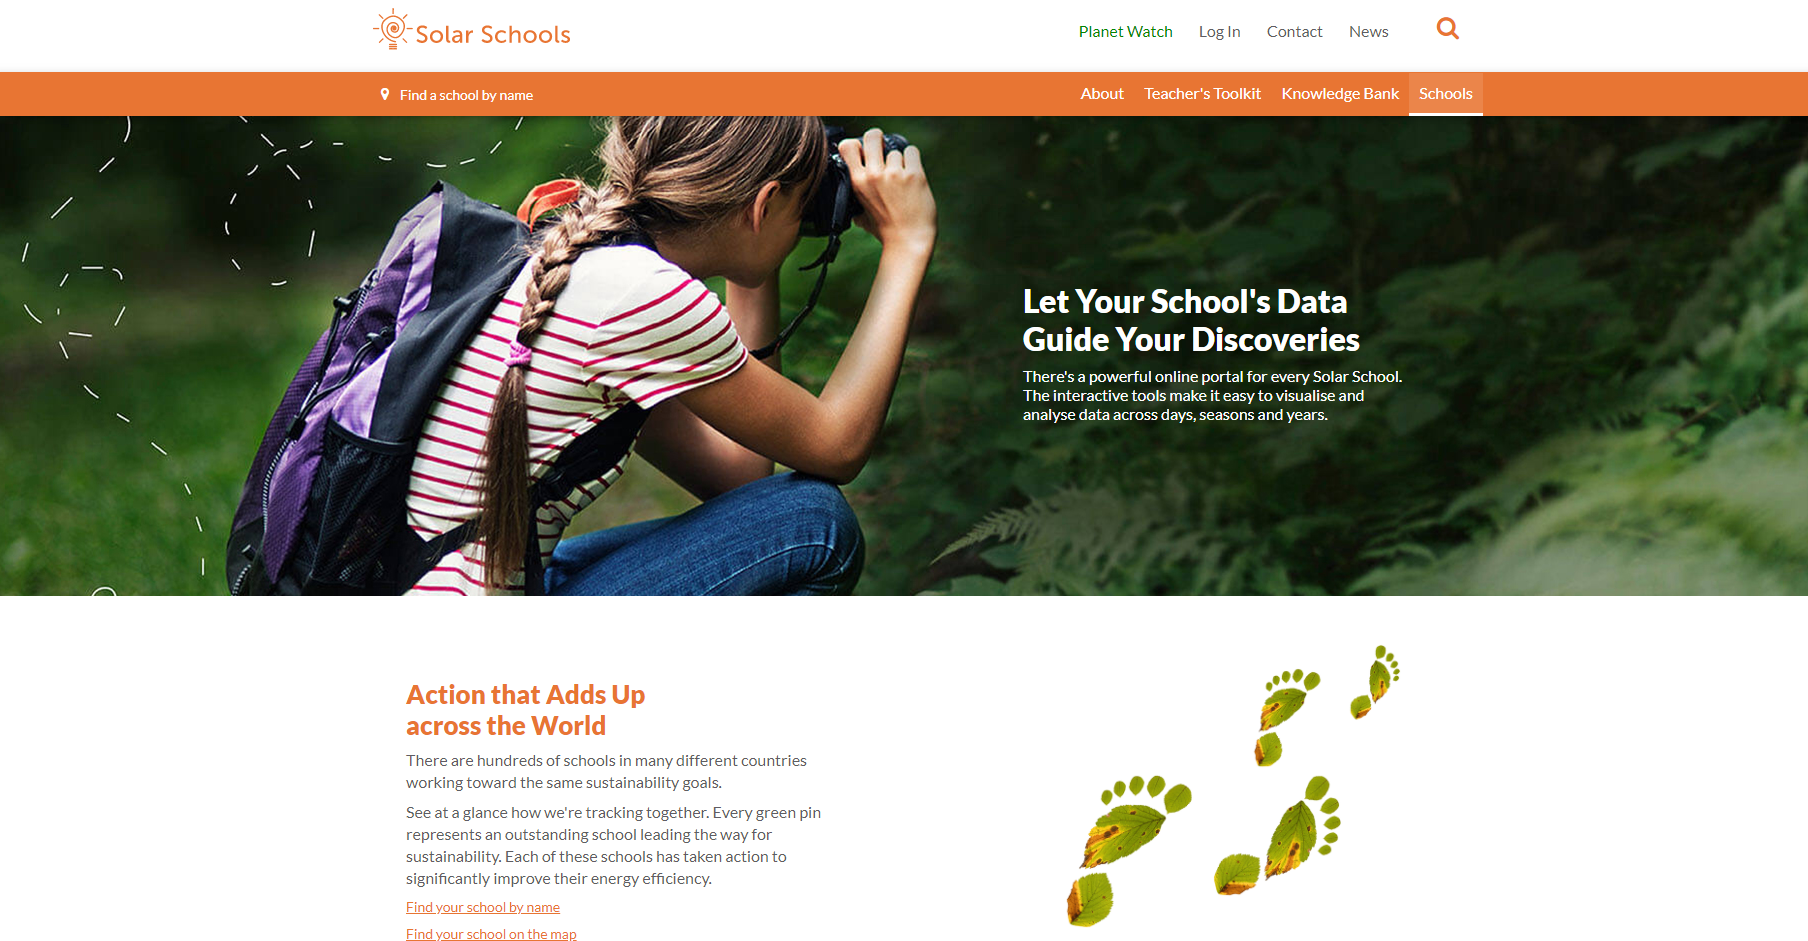 Solar Schools
Planet Watch
Log In
Contact
News
Find a school by name
About
Teacher's Toolkit
Knowledge Bank
Schools
Let Your School's Data
Guide Your Discoveries
There's a powerful online portal for every Solar School.
The interactive tools make it easy to visualise and
analyse data across days, seasons and years.
Action that Adds Up
across the World
There are hundreds of schools in many different countries
working toward the same sustainability goals.
See at a glance how we're tracking together. Every green pin
represents an outstanding school leading the way for
sustainability. Each of these schools has taken action to
significantly improve their energy efficiency.
Find your school by name
Find your school on the map